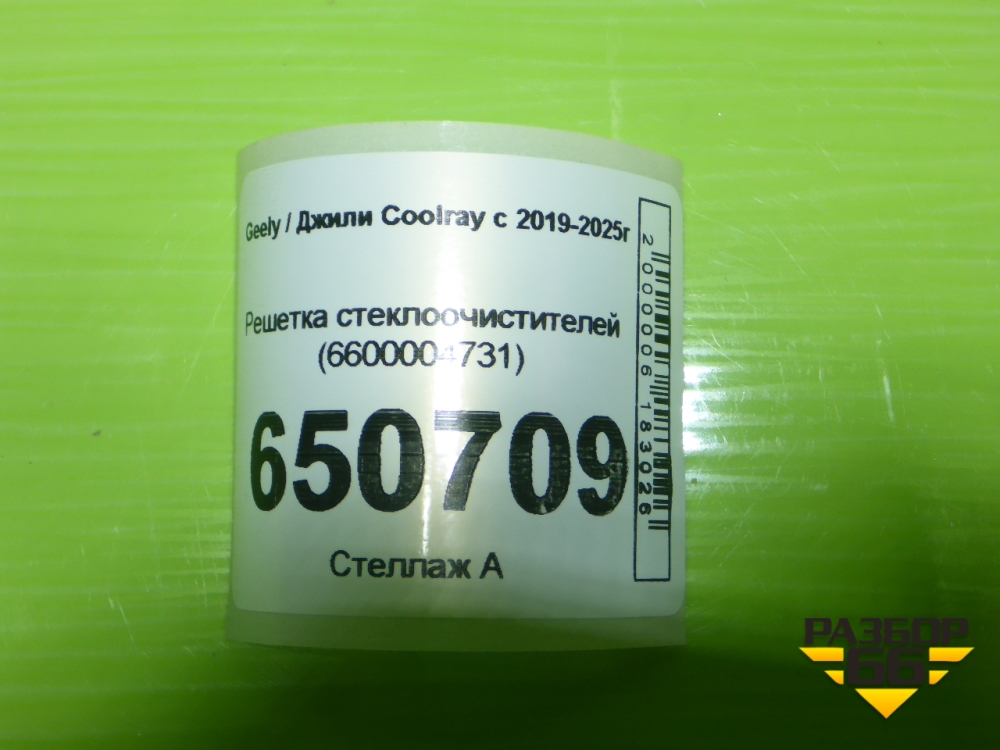 Geely / Джили Coolray с 2019-2025г
Решетка стеклоочистителей
(6600004731)
650709
Стеллаж А
2000006183026
РАЗБОР
66